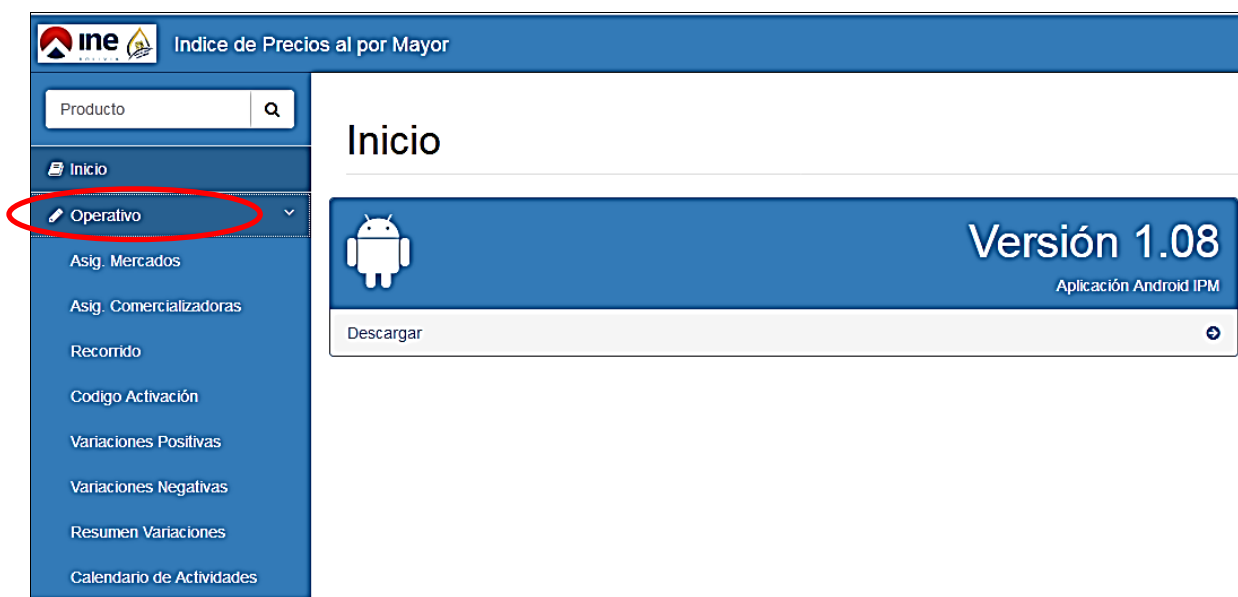 ine
BOLIVIA
Indice de Precios al por Mayor
Producto
Inicio
Operativo
Asig. Mercados
Asig. Comercializadoras
Recorrido
Codigo Activación
Variaciones Positivas
Variaciones Negativas
Resumen Variaciones
Calendario de Actividades
Inicio
Versión 1.08
Aplicación Android IPM
Descargar